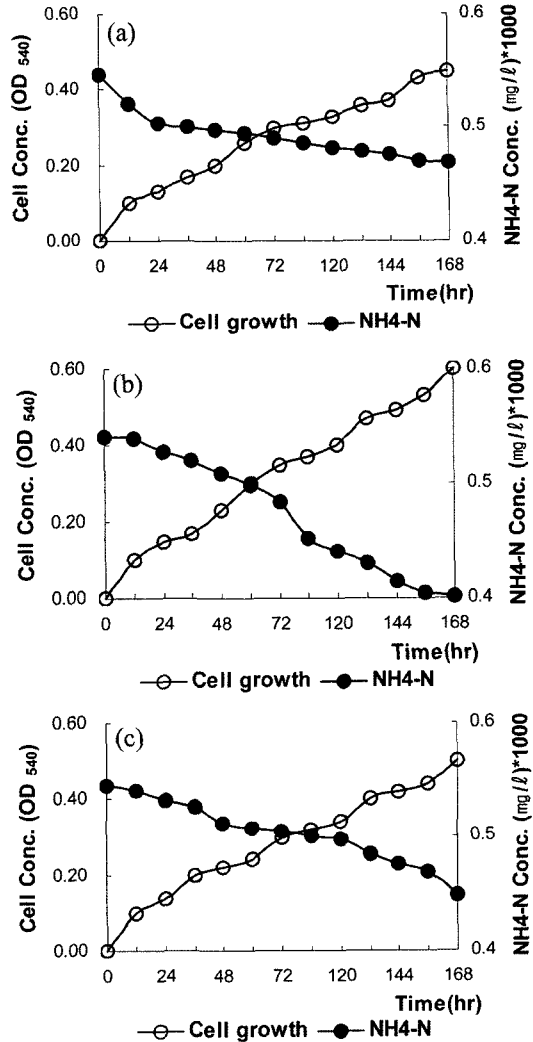 (a)
0.60
0.40
0.20
0.00
Cell Conc. (OD 540)
0.6
0.5
0.4
NH4-N Conc. (㎎/ℓ)*1000
0 24 48 72 120 144 168
Time(hr)
Cell growth NH4-N
(b)
0.60
0.40
0.20
0.00
Cell Conc. (OD 540)
0.6
0.5
0.4
NH4-N Conc. (㎎/ℓ)*1000
0 24 48 72 120 144 168
Time(hr)
Cell growth NH4-N
(c)
0.60
0.40
0.20
0.00
Cell Conc. (OD 540)
0.6
0.5
0.4
NH4-N Conc. (㎎/ℓ)*1000
0 24 48 72 120 144 168
Time(hr)
Cell growth NH4-N